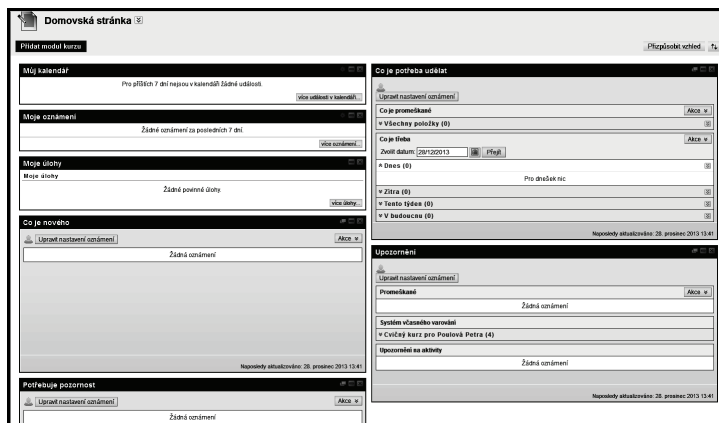 Domovská stránka
Přidat modul kurzu
Přizpůsobit vzhled
Můj kalendář
Pro příštích 7 dní nejsou v kalendáři žádné události.
více událostí v kalendáři...
Moje oznámení
Žádné oznámení za posledních 7 dní.
více oznámení...
Moje úlohy
Moje úlohy
Žádné povinné úlohy.
více úlohy...
Co je nového
Upravit nastavení oznámení
Akce
Žádná oznámení
Naposledy aktualizováno: 28. prosinec 2013 13:41
Potřebuje pozornost
Upravit nastavení oznámení
Akce
Žádná oznámení
Co je potřeba udělat
Upravit nastavení oznámení
Co je promeškané
Akce
Všechny položky (0)
Co je třeba
Akce
Zvolit datum: 28/12/2013 Přejít
Dnes (0)
Pro dnešek nic
Zítra (0)
Tento týden (0)
V budoucnu (0)
Naposledy aktualizováno: 28. prosinec 2013 13:41
Upozornění
Upravit nastavení oznámení
Promeškané
Akce
Žádná oznámení
Systém včasného varování
Cvičný kurz pro Poulová Petra (4)
Upozornění na aktivity
Žádná oznámení
Naposledy aktualizováno: 28. prosinec 2013 13:41